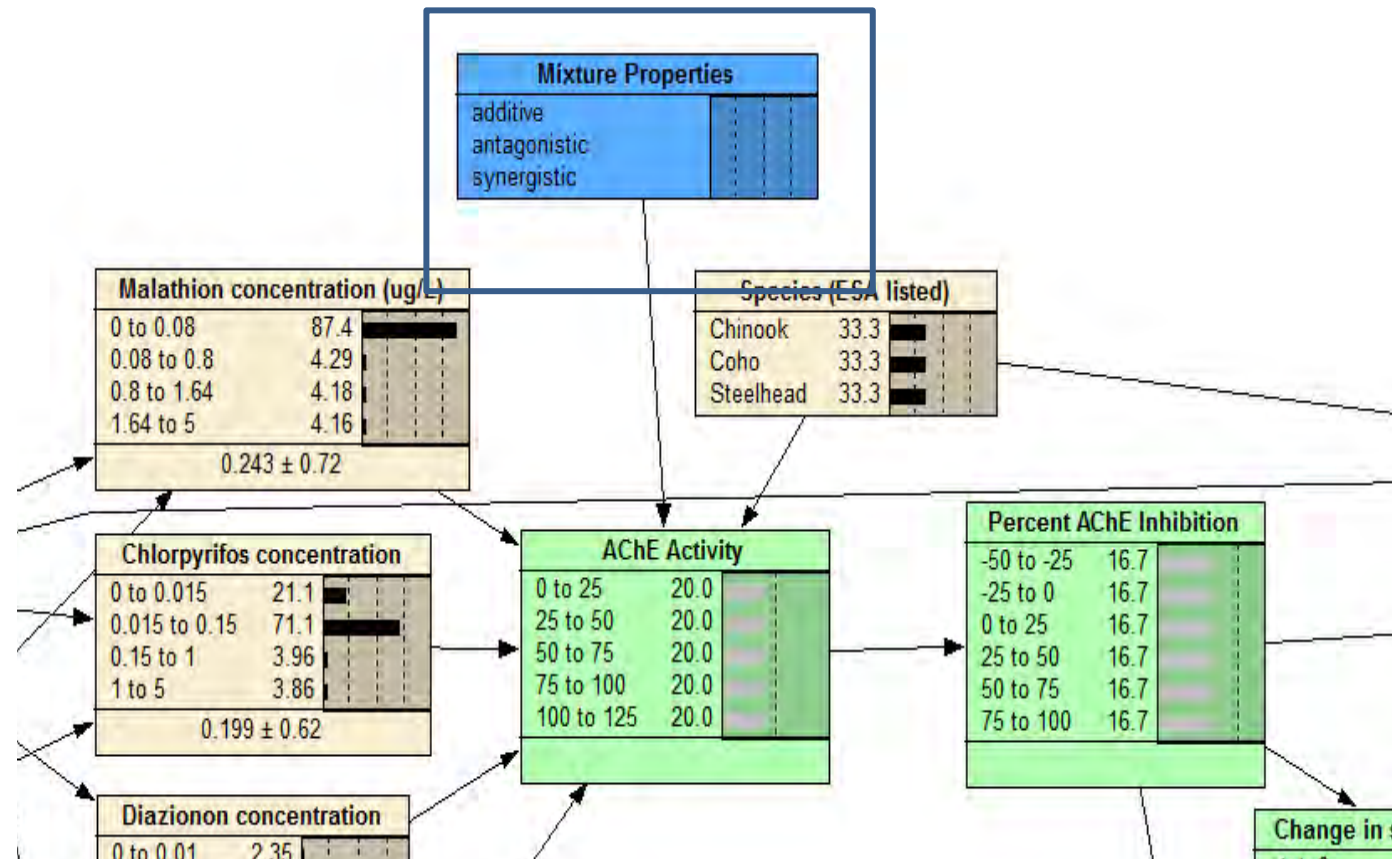 Mixture Properties
additive
antagonistic
synergistic
Malathion concentration (ug/L)
0 to 0.08 87.4
0.08 to 0.8 4.29
0.8 to 1.64 4.18
1.64 to 5 4.16
0.243 ± 0.72
Species (ESA listed)
Chinook 33.3
Coho 33.3
Steelhead 33.3
Chlorpyrifos concentration
0 to 0.015 21.1
0.015 to 0.15 71.1
0.15 to 1 3.96
1 to 5 3.86
0.199 ± 0.62
AChE Activity
0 to 25 20.0
25 to 50 20.0
50 to 75 20.0
75 to 100 20.0
100 to 125 20.0
Percent AChE Inhibition
-50 to -25 16.7
-25 to 0 16.7
0 to 25 16.7
25 to 50 16.7
50 to 75 16.7
75 to 100 16.7
Diazionon concentration
0 to 0.01 2.35
Change in